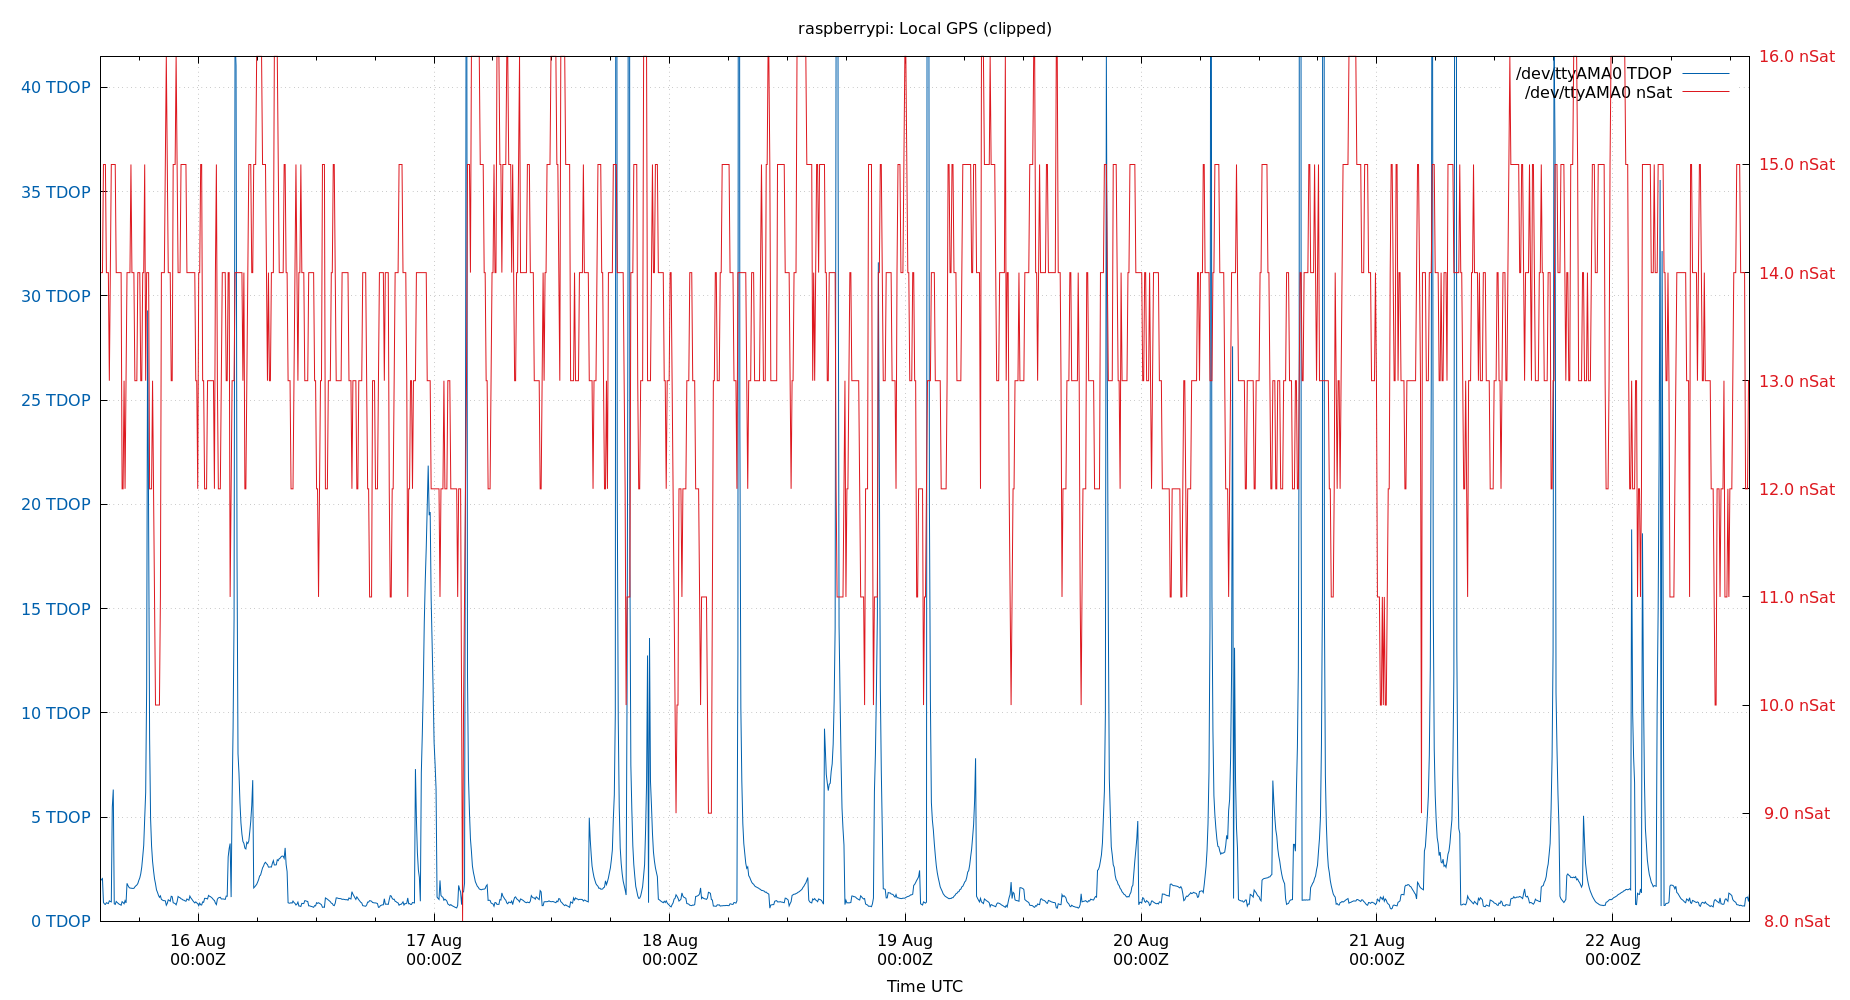 raspberrypi: Local GPS (clipped)
/dev/ttyAMA0 TDOP
/dev/ttyAMA0 nSat
40 TDOP
35 TDOP
30 TDOP
25 TDOP
20 TDOP
15 TDOP
10 TDOP
5 TDOP
0 TDOP
16.0 nSat
15.0 nSat
14.0 nSat
13.0 nSat
12.0 nSat
11.0 nSat
10.0 nSat
9.0 nSat
8.0 nSat
16 Aug
00:00Z
17 Aug
00:00Z
18 Aug
00:00Z
19 Aug
00:00Z
20 Aug
00:00Z
21 Aug
00:00Z
22 Aug
00:00Z
Time UTC